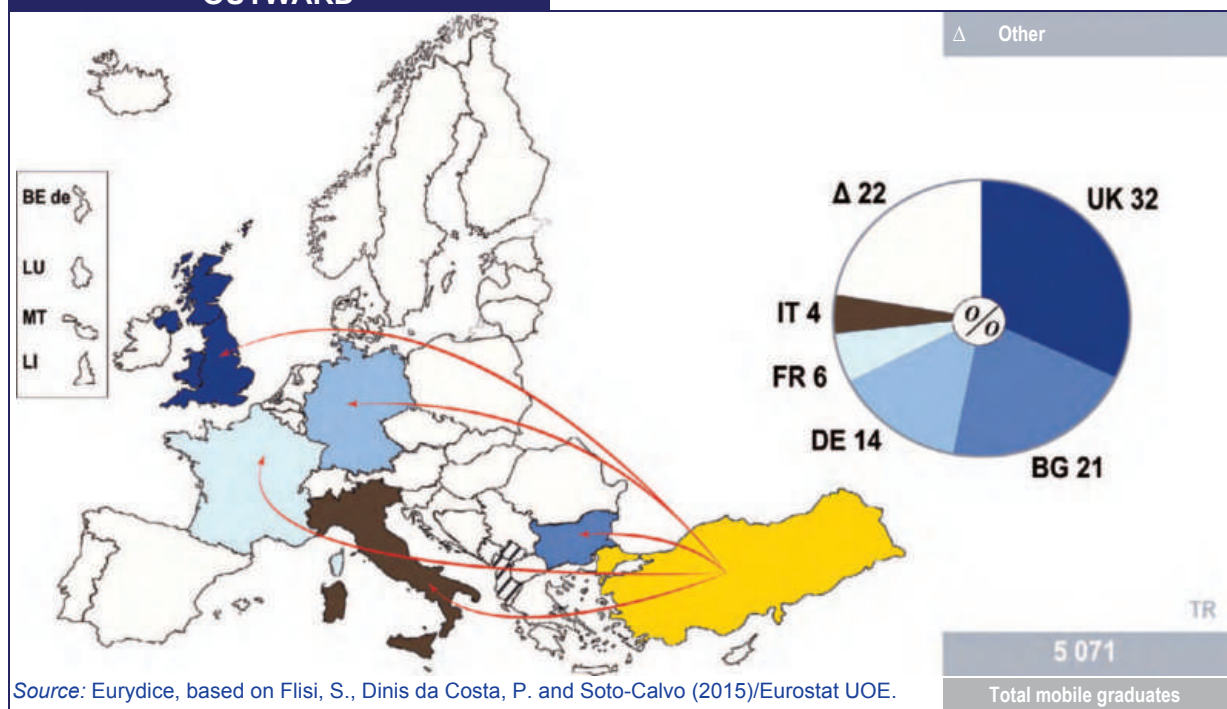 OUTWARD
Δ Other
BE de
LU
MT
LI
Δ 22
UK 32
IT 4
%
FR 6
DE 14
BG 21
TR
5 071
Total mobile graduates
Source: Eurydice, based on Flisi, S., Dinis da Costa, P. and Soto-Calvo (2015)/Eurostat UOE.